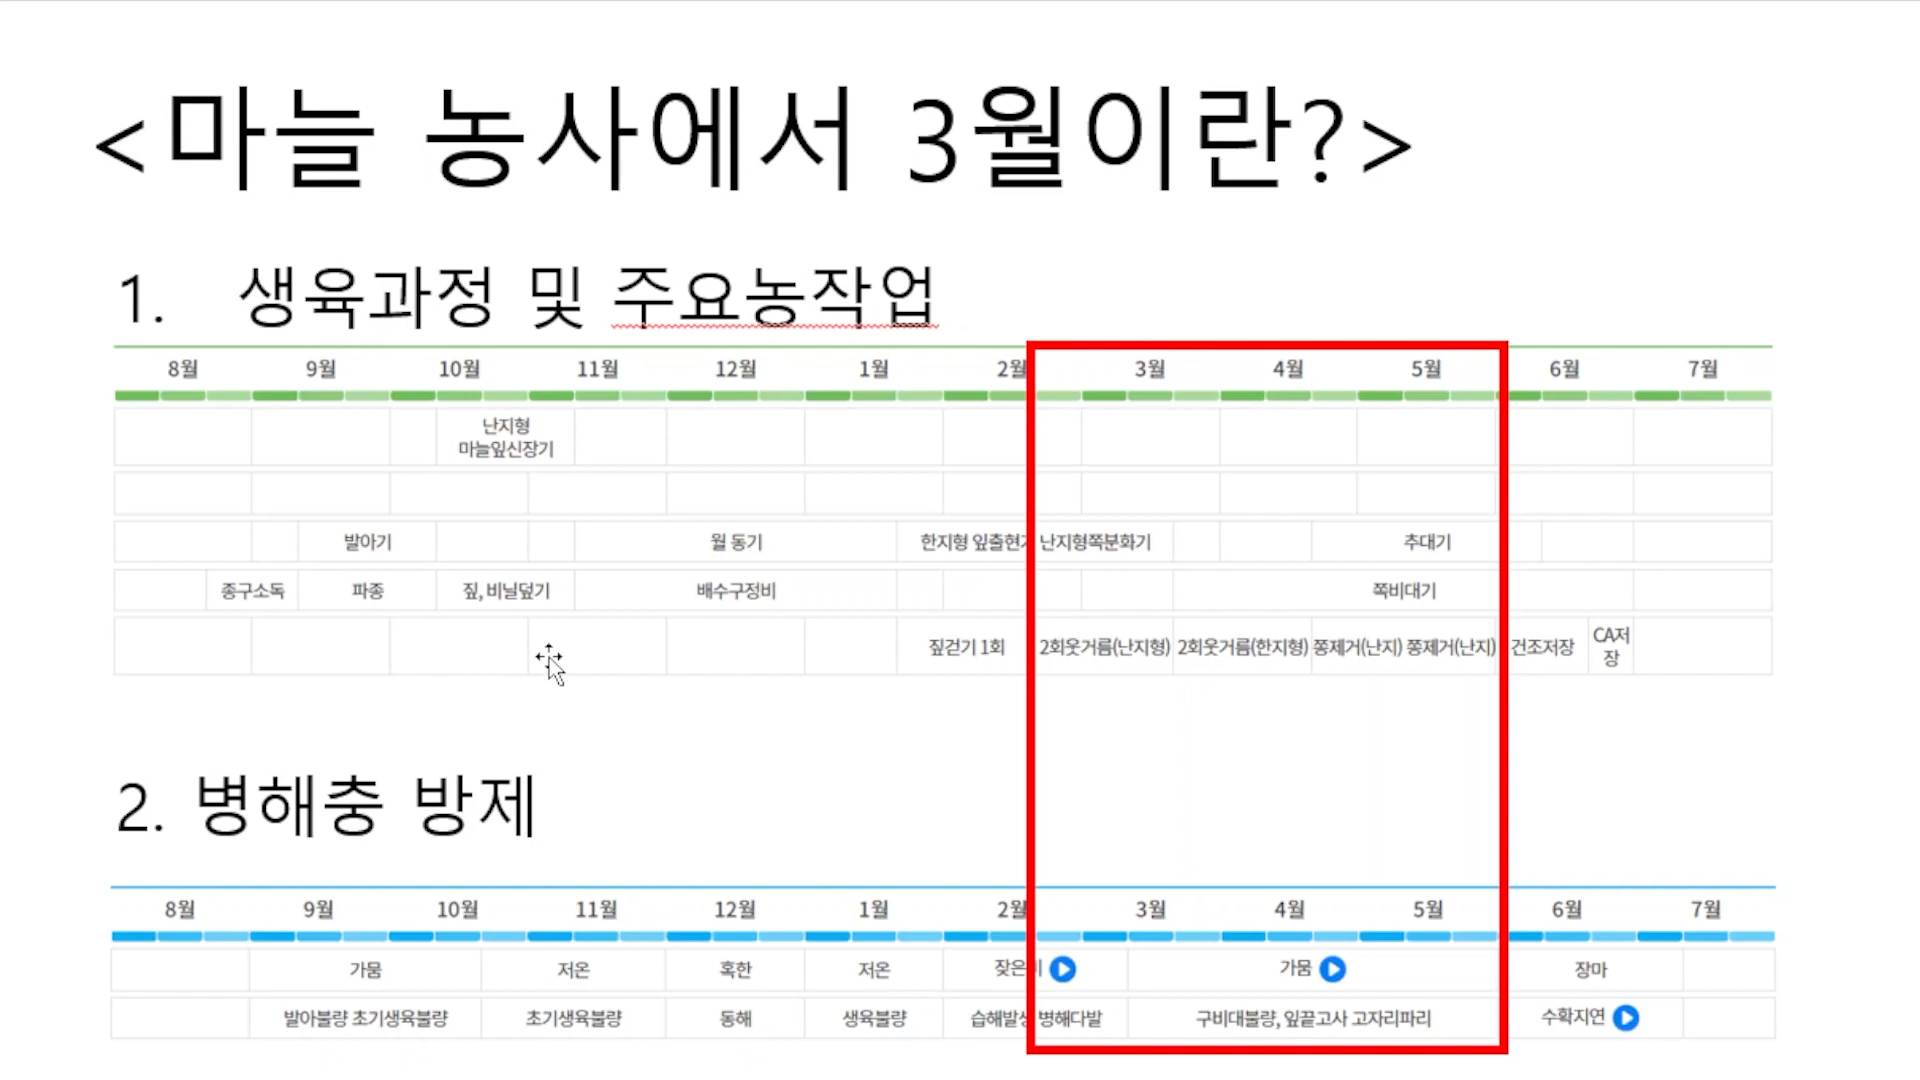 <마늘 농사에서 3월이란?>
1. 생육과정 및 주요농작업
8월 9월 10월 11월 12월 1월 2월 3월 4월 5월 6월 7월
난지형
마늘잎신장기
발아기 월 동기 한지형 잎출현기 난지형쪽분화기 추대기
종구소독 파종 짚, 비닐덮기 배수구정비 쪽비대기
짚걷기 1회 2회웃거름(난지형) 2회웃거름(한지형) 쫑제거(난지) 쫑제거(난지) 건조저장 CA저
장
2. 병해충 방제
8월 9월 10월 11월 12월 1월 2월 3월 4월 5월 6월 7월
가뭄 저온 혹한 저온 잦은비 가뭄 장마
발아불량 초기생육불량 초기생육불량 동해 생육불량 습해발생 병해다발 구비대불량, 잎끝고사 고자리파리 수확지연